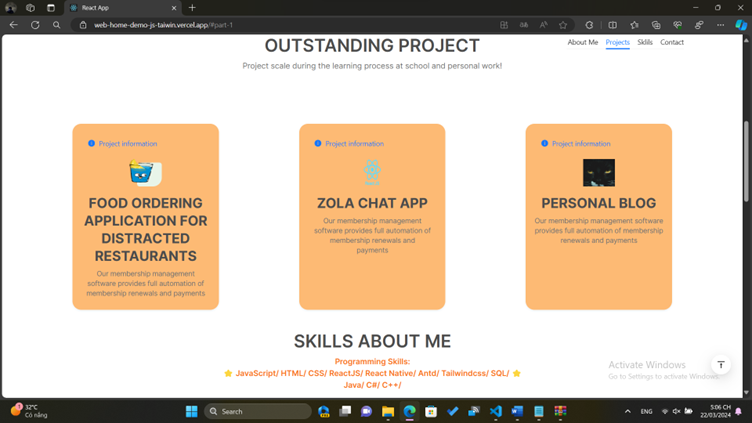 React App
web-home-demo-js-taiwin.vercel.app/#part-1
OUTSTANDING PROJECT
About Me Projects Sklils Contact
Project scale during the learning process at school and personal work!
Project information
FOOD ORDERING
APPLICATION FOR
DISTRACTED
RESTAURANTS
Our membership management
software provides full automation of
membership renewals and payments
Project information
ZOLA CHAT APP
Our membership management
software provides full automation of
membership renewals and
payments
Project information
PERSONAL BLOG
Our membership management software
provides full automation of membership
renewals and payments
SKILLS ABOUT ME
Programming Skills:
JavaScript/ HTML/ CSS/ ReactJS/ React Native/ Antd/ Tailwindcss/ SQL/
Java/ C#/ C++/
Activate Windows
Go to Settings to activate Windows.
32°C
Có nắng
Search
ENG
5:06 CH
22/03/2024